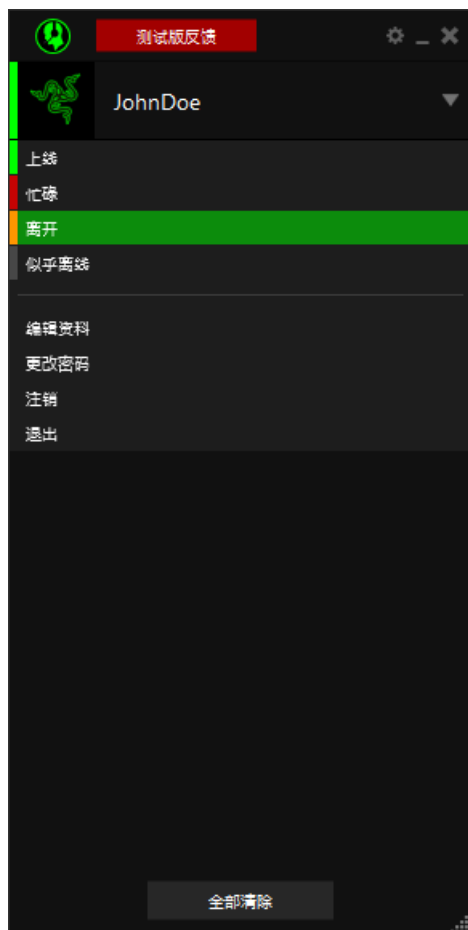 测试版反馈
JohnDoe
上线
忙碌
离开
似乎离线
编辑资料
更改密码
注销
退出
全部清除